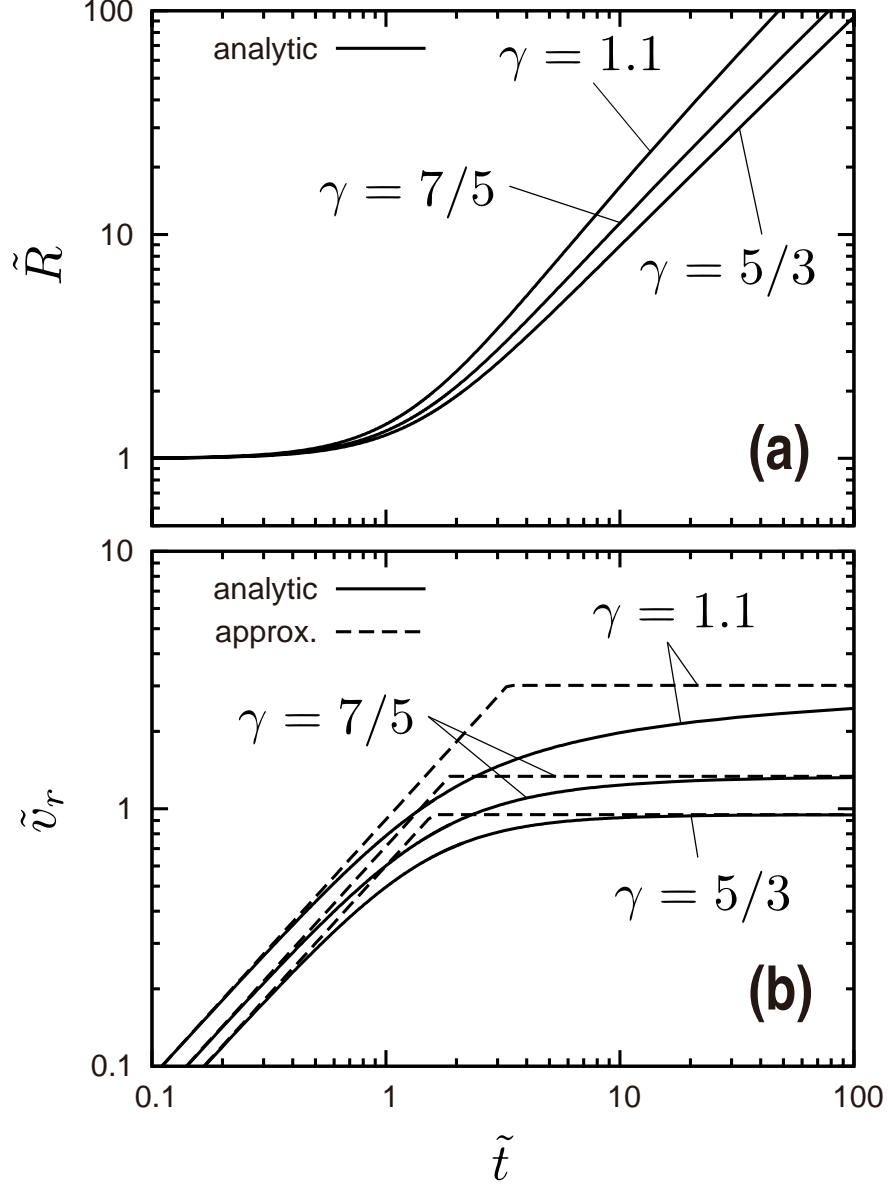 100
analytic
γ = 1.1
γ = 7/5
10
R̃
γ = 5/3
1
(a)
10
analytic
approx.
γ = 1.1
γ = 7/5
1
ṽᵣ
γ = 5/3
(b)
0.1
0.1 1 10 100
t̃